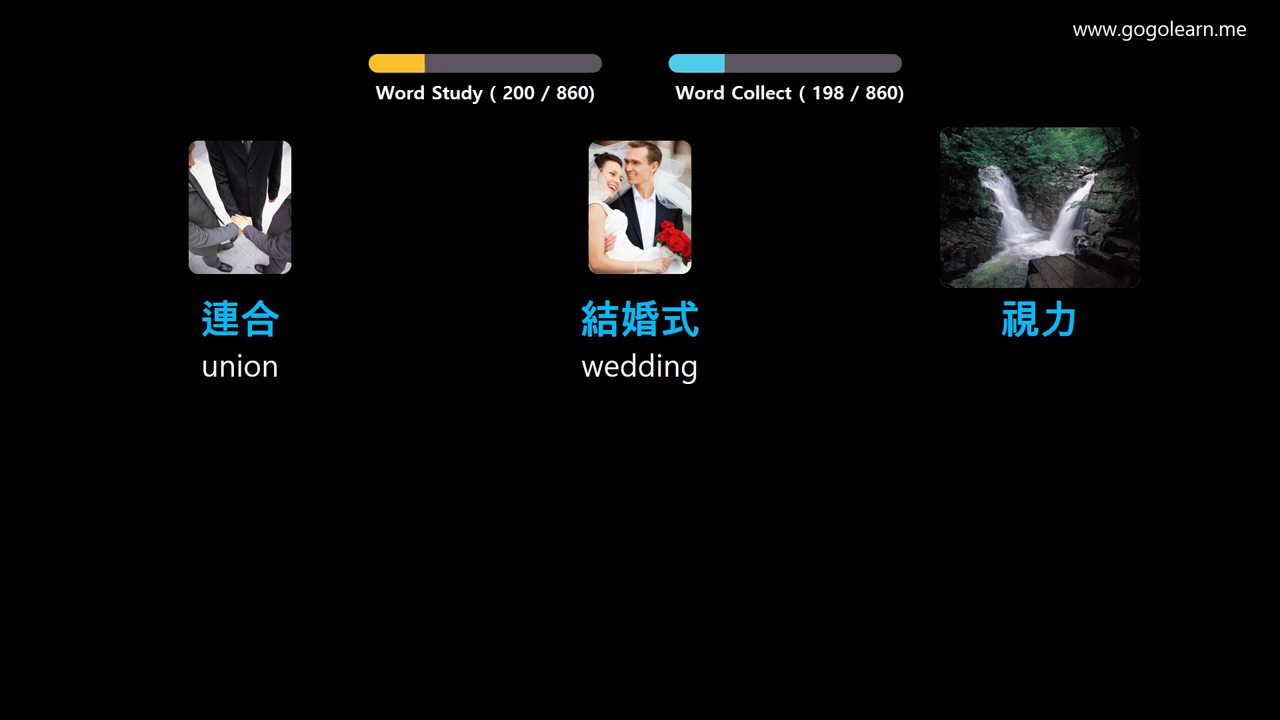 www.gogolearn.me
Word Study ( 200 / 860)
Word Collect ( 198 / 860)
連合
union
結婚式
wedding
視力